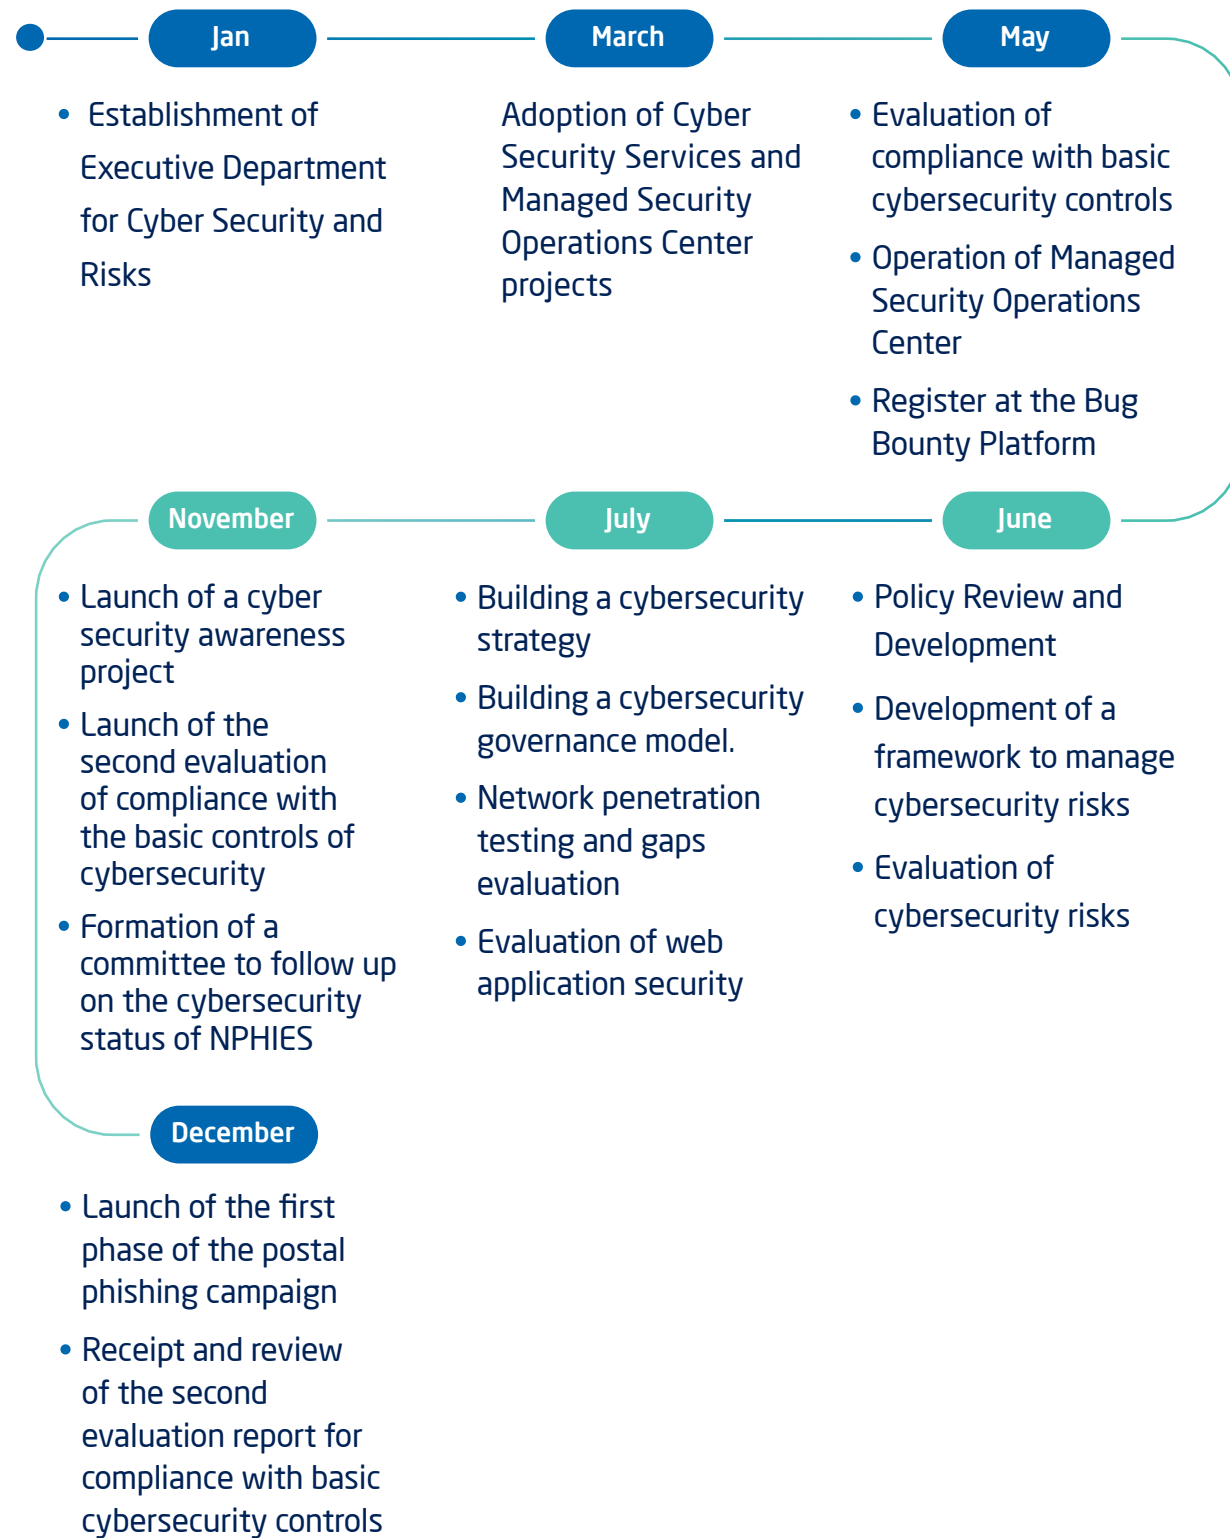 Jan
• Establishment of
Executive Department
for Cyber Security and
Risks
March
Adoption of Cyber
Security Services and
Managed Security
Operations Center
projects
May
• Evaluation of
compliance with basic
cybersecurity controls
• Operation of Managed
Security Operations
Center
• Register at the Bug
Bounty Platform
June
• Policy Review and
Development
• Development of a
framework to manage
cybersecurity risks
• Evaluation of
cybersecurity risks
July
• Building a cybersecurity
strategy
• Building a cybersecurity
governance model.
• Network penetration
testing and gaps
evaluation
• Evaluation of web
application security
November
• Launch of a cyber
security awareness
project
• Launch of the
second evaluation
of compliance with
the basic controls of
cybersecurity
• Formation of a
committee to follow up
on the cybersecurity
status of NPHIES
December
• Launch of the first
phase of the postal
phishing campaign
• Receipt and review
of the second
evaluation report for
compliance with basic
cybersecurity controls